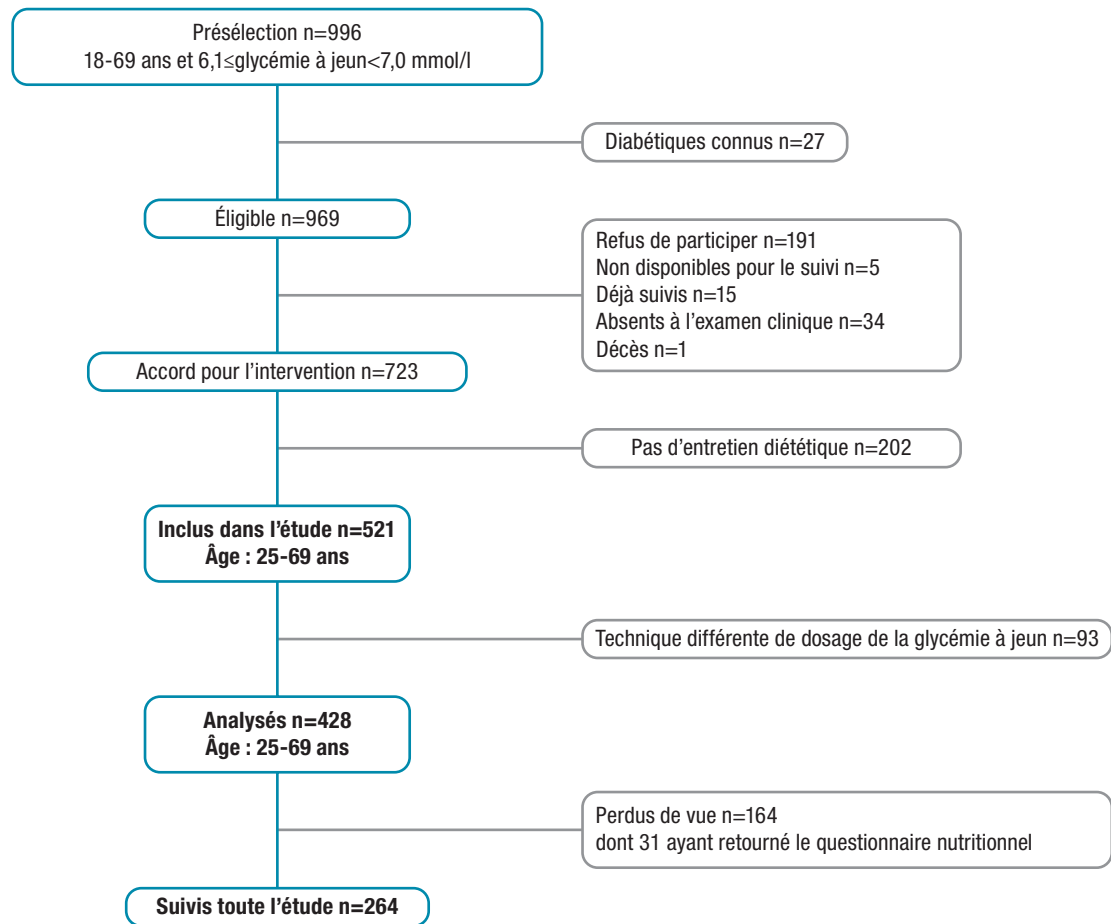 Présélection n=996
18-69 ans et 6,1≤glycémie à jeun<7,0 mmol/l
Diabétiques connus n=27
Éligible n=969
Refus de participer n=191
Non disponibles pour le suivi n=5
Déjà suivis n=15
Absents à l'examen clinique n=34
Décès n=1
Accord pour l'intervention n=723
Pas d'entretien diététique n=202
Inclus dans l'étude n=521
Âge : 25-69 ans
Technique différente de dosage de la glycémie à jeun n=93
Analysés n=428
Âge : 25-69 ans
Perdus de vue n=164
dont 31 ayant retourné le questionnaire nutritionnel
Suivis toute l'étude n=264